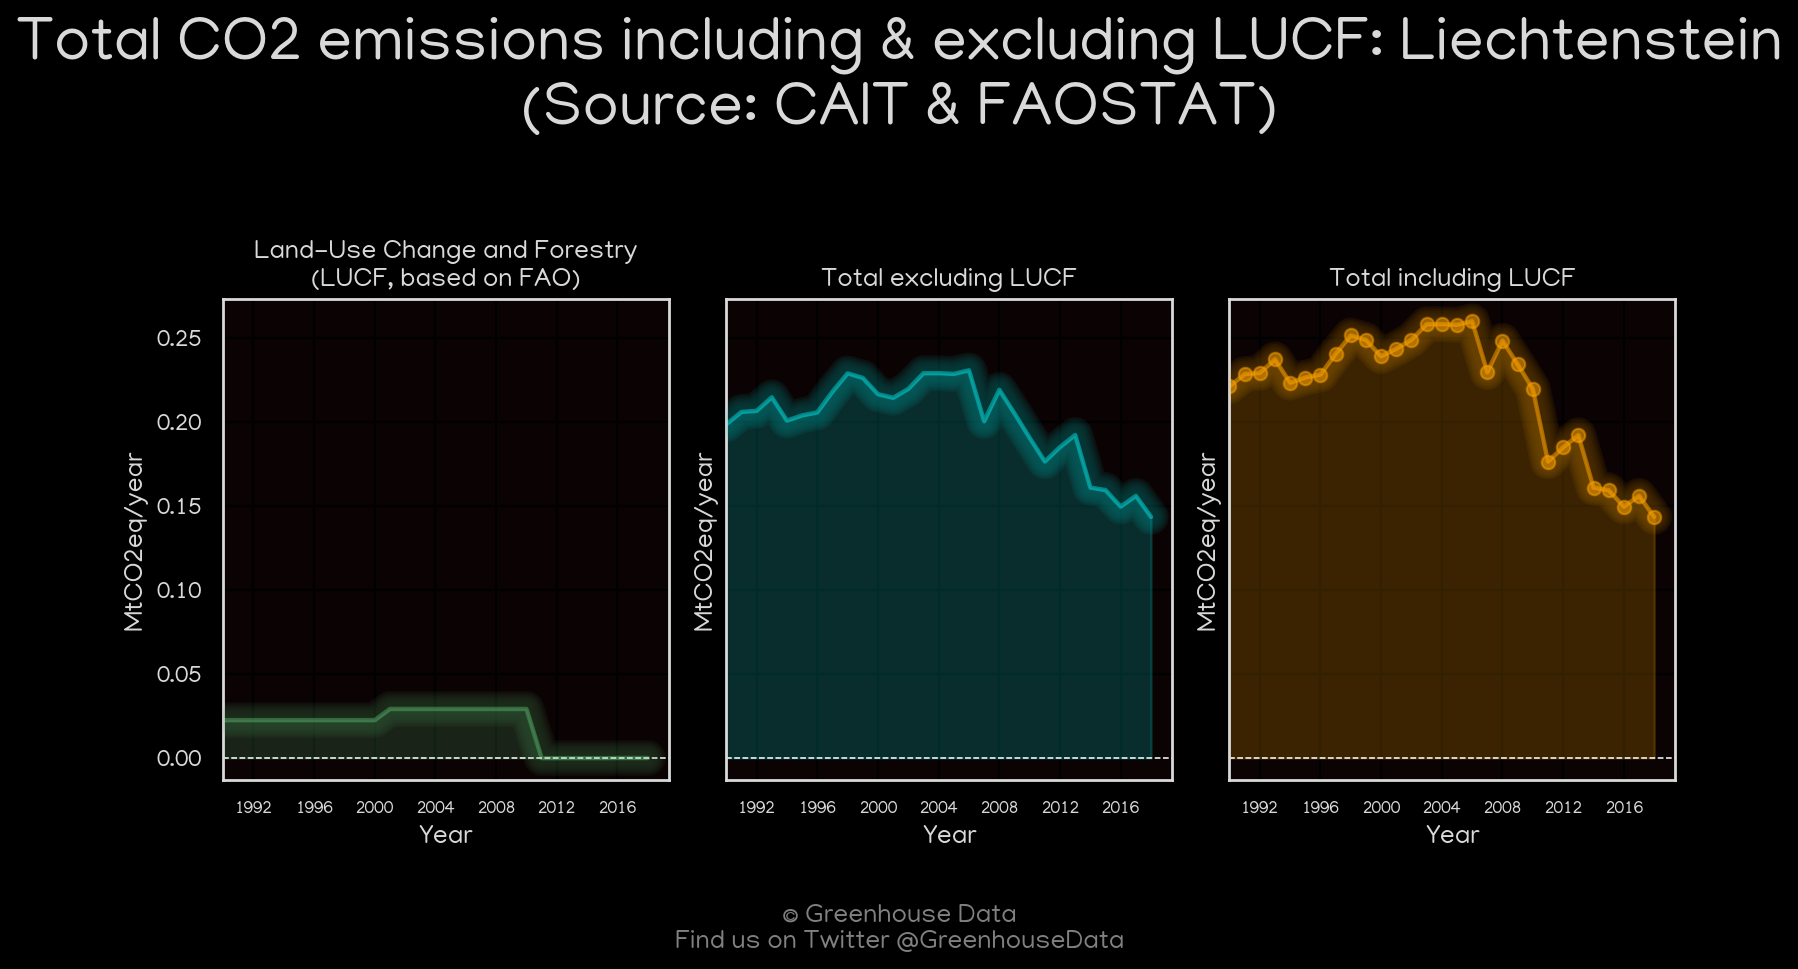 Total CO2 emissions including & excluding LUCF: Liechtenstein
(Source: CAIT & FAOSTAT)
Land-Use Change and Forestry
(LUCF, based on FAO)
MtCO2eq/year
0.25
0.20
0.15
0.10
0.05
0.00
1992 1996 2000 2004 2008 2012 2016
Year
Total excluding LUCF
MtCO2eq/year
1992 1996 2000 2004 2008 2012 2016
Year
Total including LUCF
MtCO2eq/year
1992 1996 2000 2004 2008 2012 2016
Year
© Greenhouse Data
Find us on Twitter @GreenhouseData